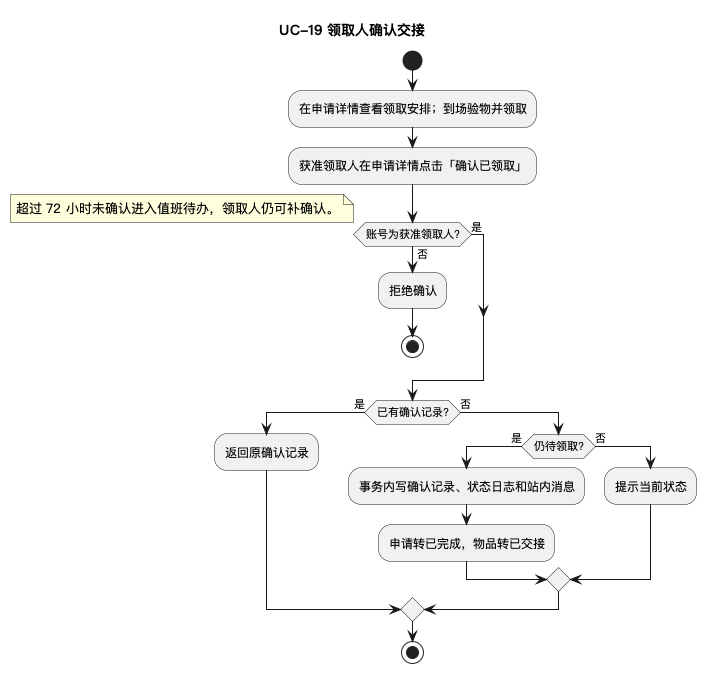 UC–19 领取人确认交接
在申请详情查看领取安排；到场验物并领取
获准领取人在申请详情点击「确认已领取」
超过 72 小时未确认进入值班待办，领取人仍可补确认。
账号为获准领取人?
是
否
拒绝确认
是
已有确认记录?
否
返回原确认记录
是
仍待领取?
否
事务内写确认记录、状态日志和站内消息
提示当前状态
申请转已完成，物品转已交接